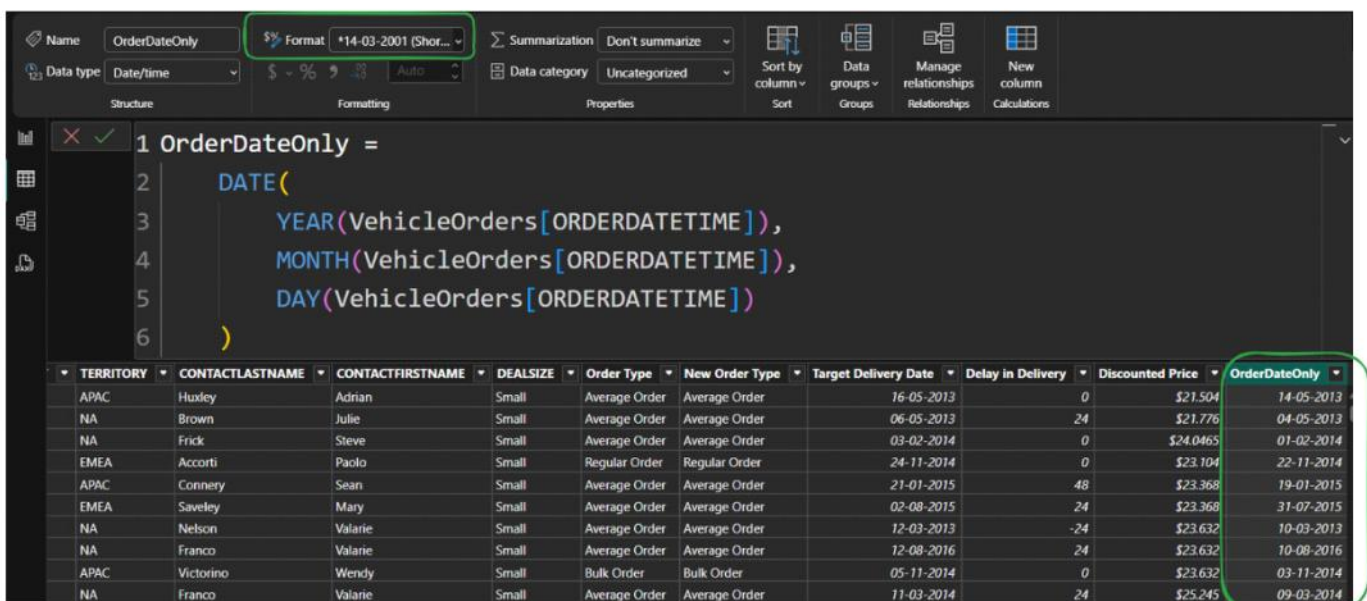 Name OrderDateOnly $% Format *14-03-2001 (Shor... Summarization Don't summarize
Data type Date/time $ % 9 Auto Data category Uncategorized Sort by column Data groups Manage relationships New column
Structure Formatting Properties Sort Groups Relationships Calculations
1 OrderDateOnly =
2 DATE(
3 YEAR(VehicleOrders[ORDERDATETIME]),
4 MONTH(VehicleOrders[ORDERDATETIME]),
5 DAY(VehicleOrders[ORDERDATETIME])
6 )
TERRITORY CONTACTLASTNAME CONTACTFIRSTNAME DEALSIZE Order Type New Order Type Target Delivery Date Delay in Delivery Discounted Price OrderDateOnly
APAC Huxley Adrian Small Average Order Average Order 16-05-2013 0 $21.504 14-05-2013
NA Brown Julie Small Average Order Average Order 06-05-2013 24 $21.776 04-05-2013
NA Frick Steve Small Average Order Average Order 03-02-2014 0 $24.0465 01-02-2014
EMEA Accorti Paolo Small Regular Order Regular Order 24-11-2014 0 $23.104 22-11-2014
APAC Connery Sean Small Average Order Average Order 21-01-2015 48 $23.368 19-01-2015
EMEA Saveley Mary Small Average Order Average Order 02-08-2015 24 $23.368 31-07-2015
NA Nelson Valarie Small Average Order Average Order 12-03-2013 -24 $23.632 10-03-2013
NA Franco Valarie Small Average Order Average Order 12-08-2016 24 $23.632 10-08-2016
APAC Victorino Wendy Small Bulk Order Bulk Order 05-11-2014 0 $23.632 03-11-2014
NA Franco Valarie Small Average Order Average Order 11-03-2014 24 $25.245 09-03-2014